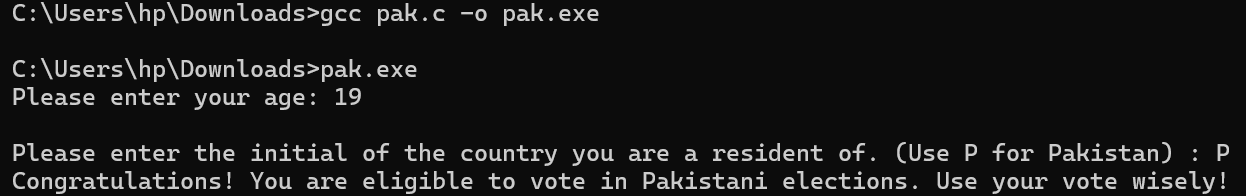 C:\Users\hp\Downloads>gcc pak.c -o pak.exe
C:\Users\hp\Downloads>pak.exe
Please enter your age: 19
Please enter the initial of the country you are a resident of. (Use P for Pakistan) : P
Congratulations! You are eligible to vote in Pakistani elections. Use your vote wisely!